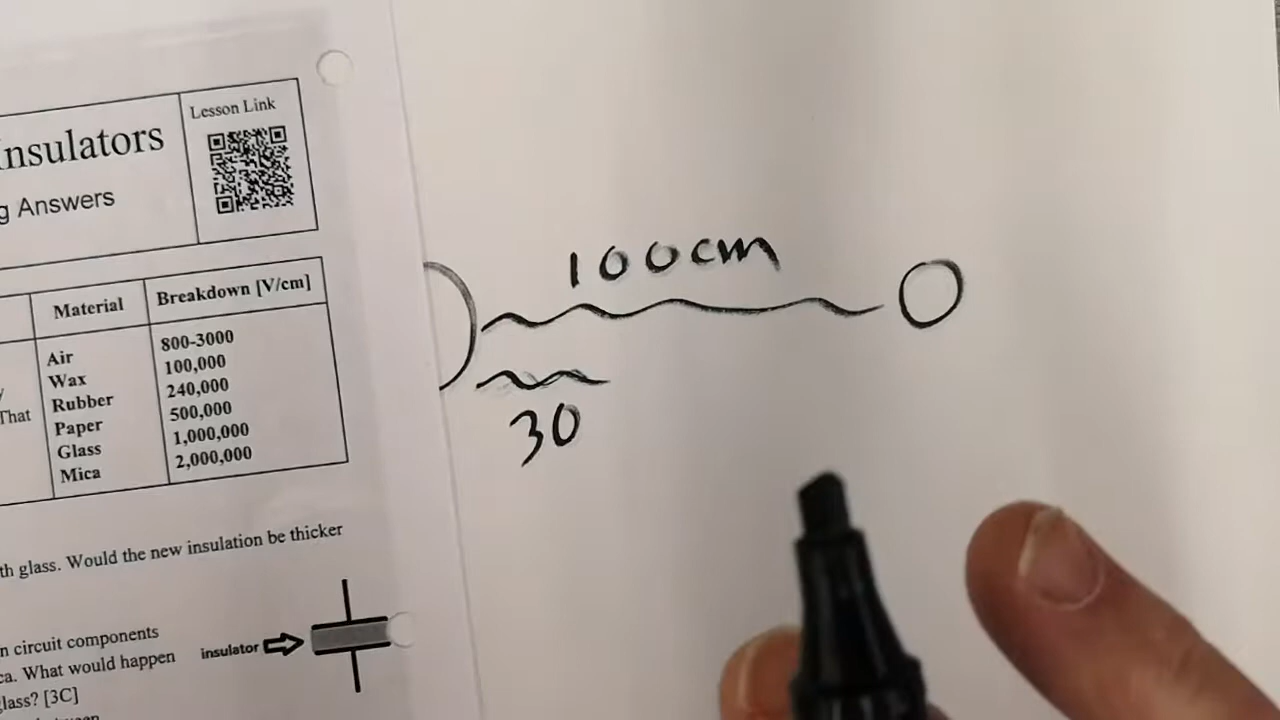 Lesson Link
nsulators
g Answers
Material Breakdown [V/cm]
Air 800-3000
Wax 100,000
Rubber 240,000
Paper 500,000
Glass 1,000,000
Mica 2,000,000
y
That
th glass. Would the new insulation be thicker
n circuit components
ca. What would happen
glass? [3C]
insulator
100cm
30